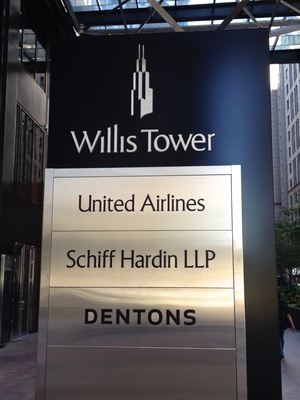 Willis Tower
United Airlines
Schiff Hardin LLP
DENTONS